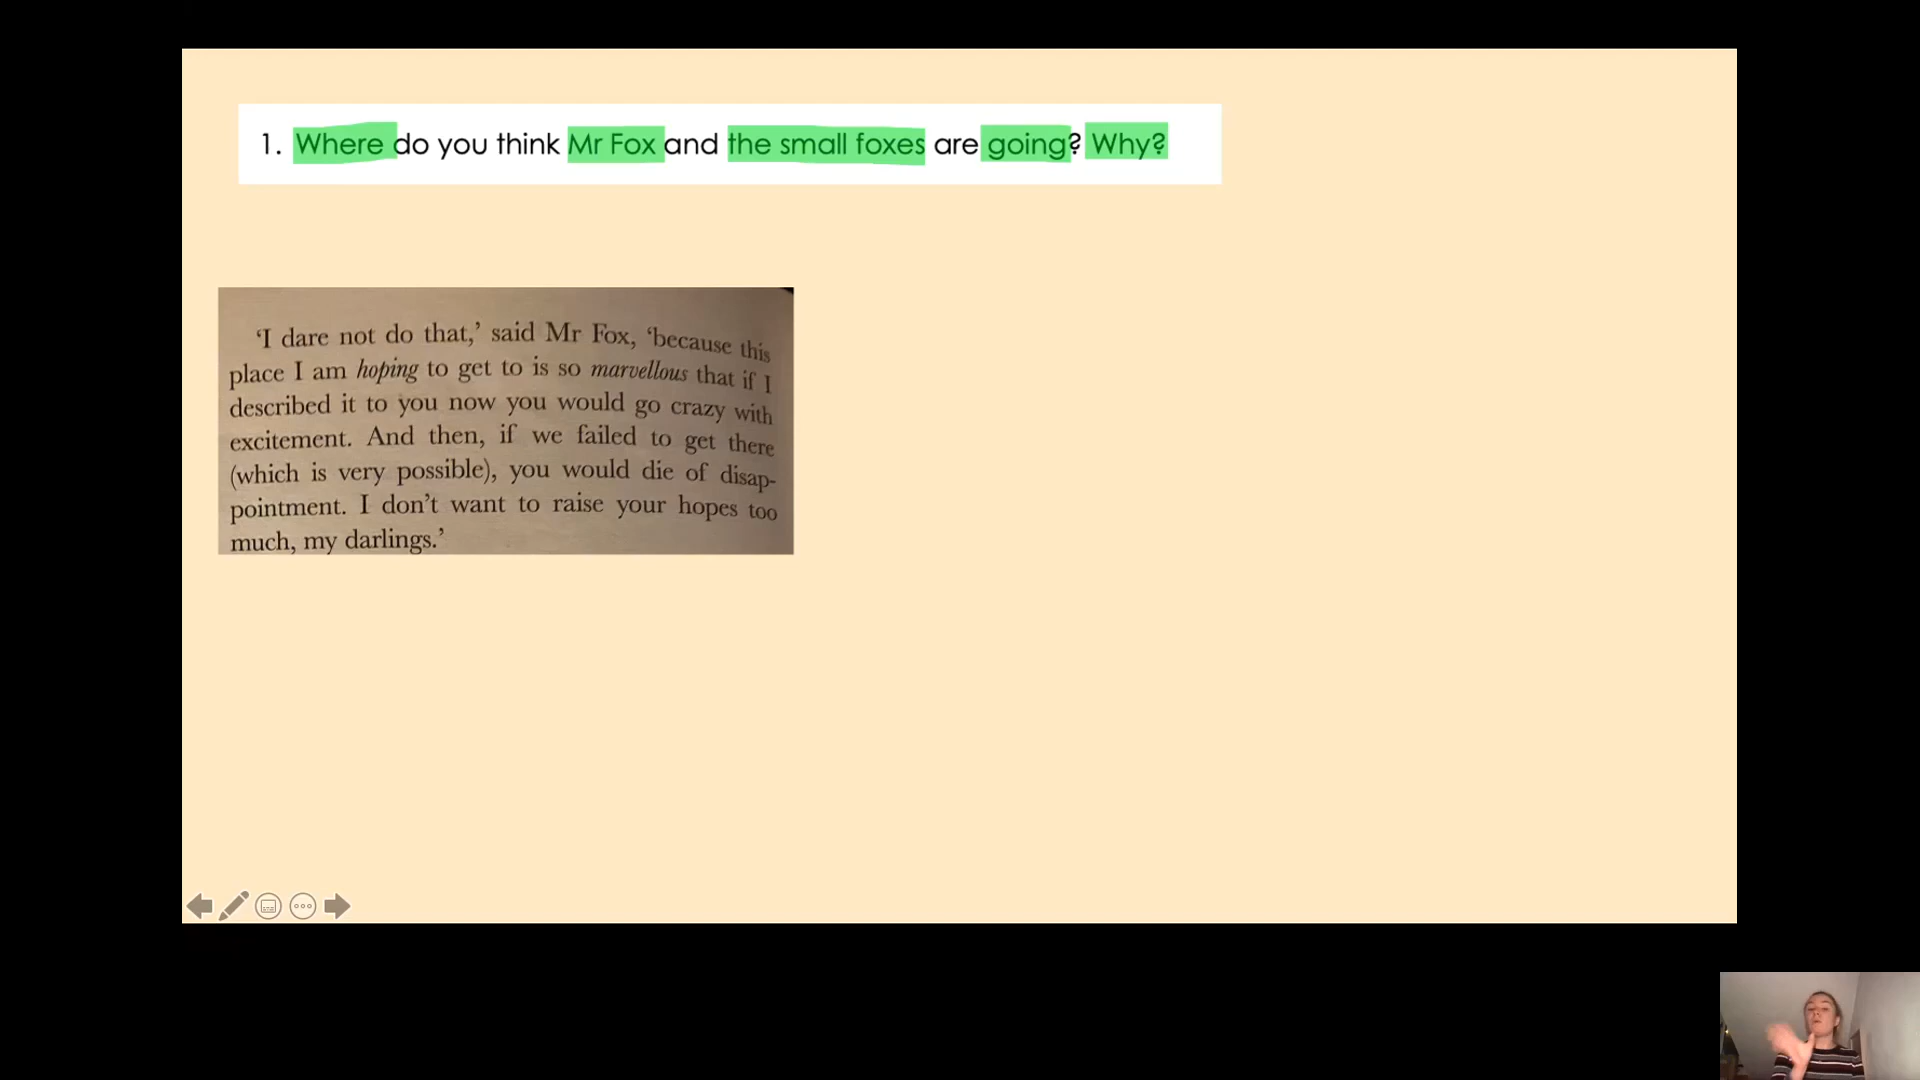 1. Where do you think Mr Fox and the small foxes are going? Why?
‘I dare not do that,’ said Mr Fox, ‘because this
place I am hoping to get to is so marvellous that if I
described it to you now you would go crazy with
excitement. And then, if we failed to get there
(which is very possible), you would die of disap-
pointment. I don’t want to raise your hopes too
much, my darlings.’